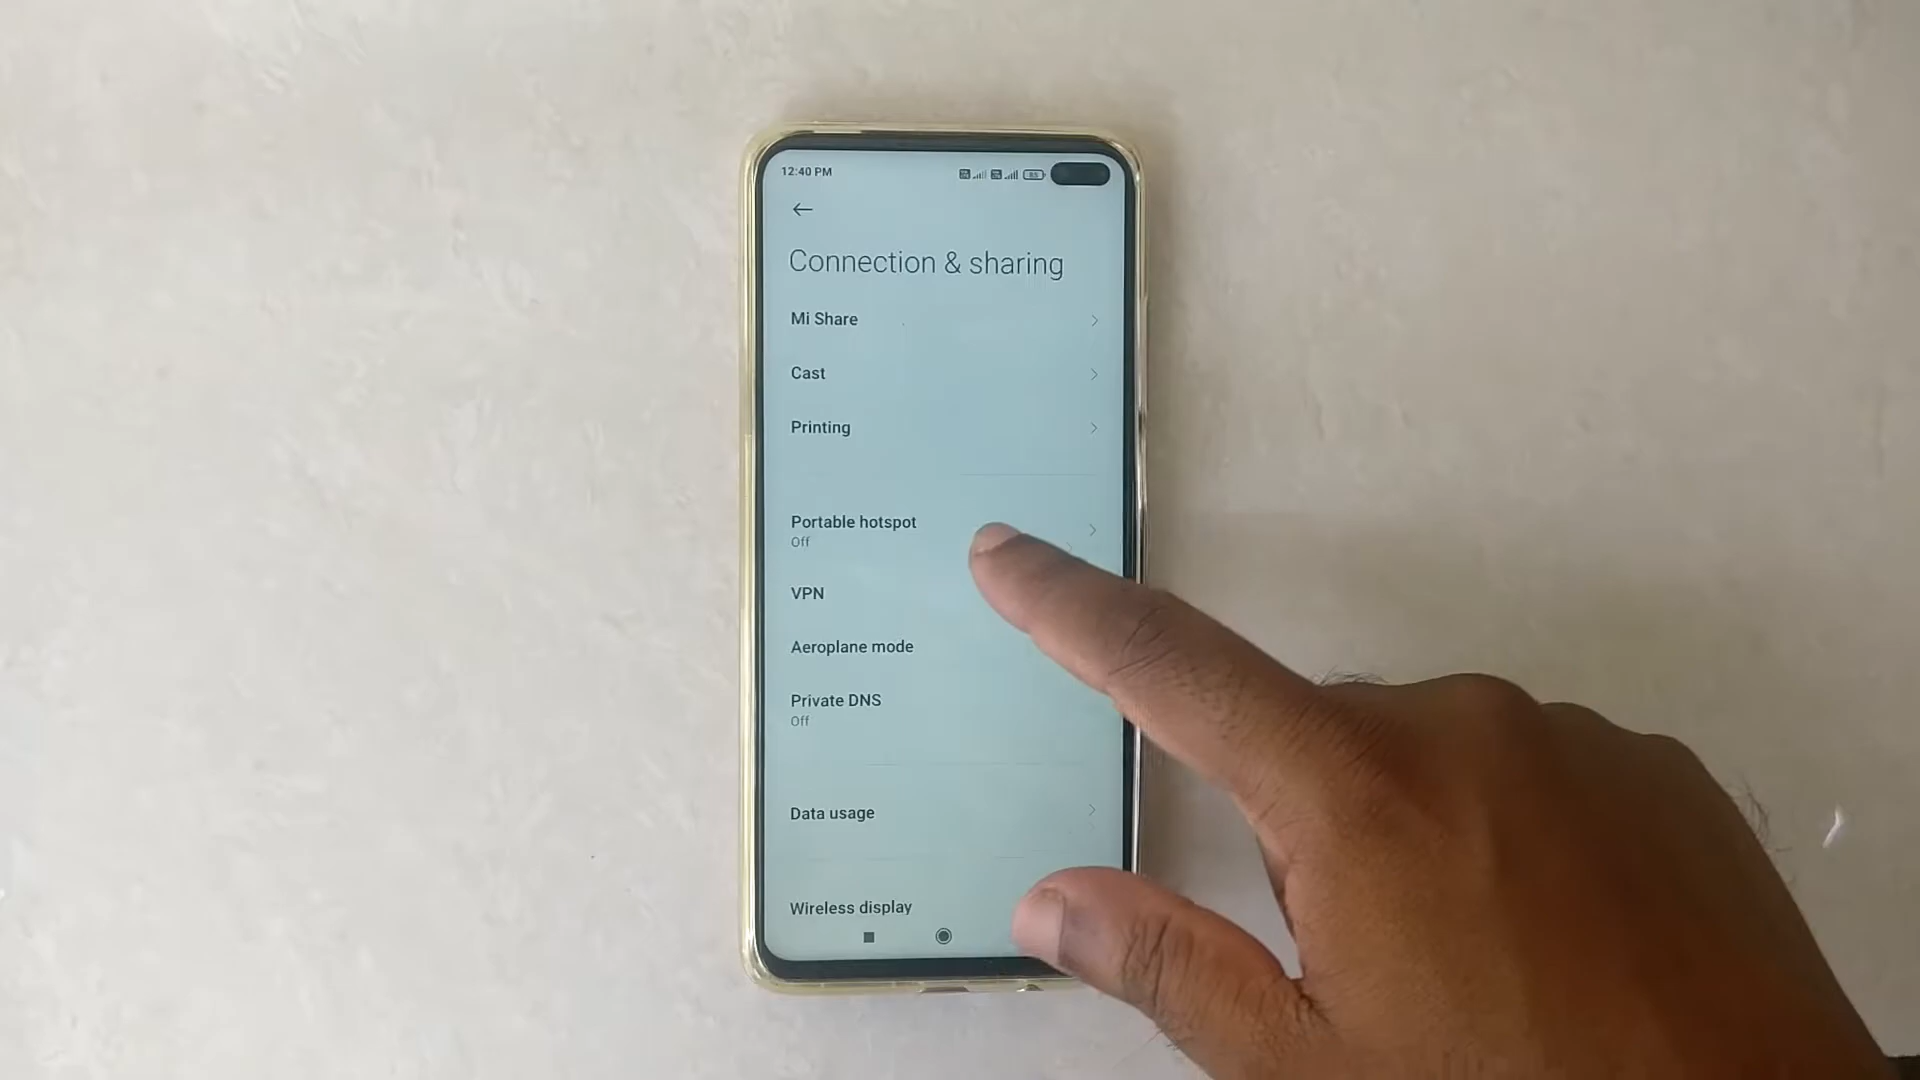 12:40 PM
Connection & sharing
Mi Share
Cast
Printing
Portable hotspot
Off
VPN
Aeroplane mode
Private DNS
Off
Data usage
Wireless display